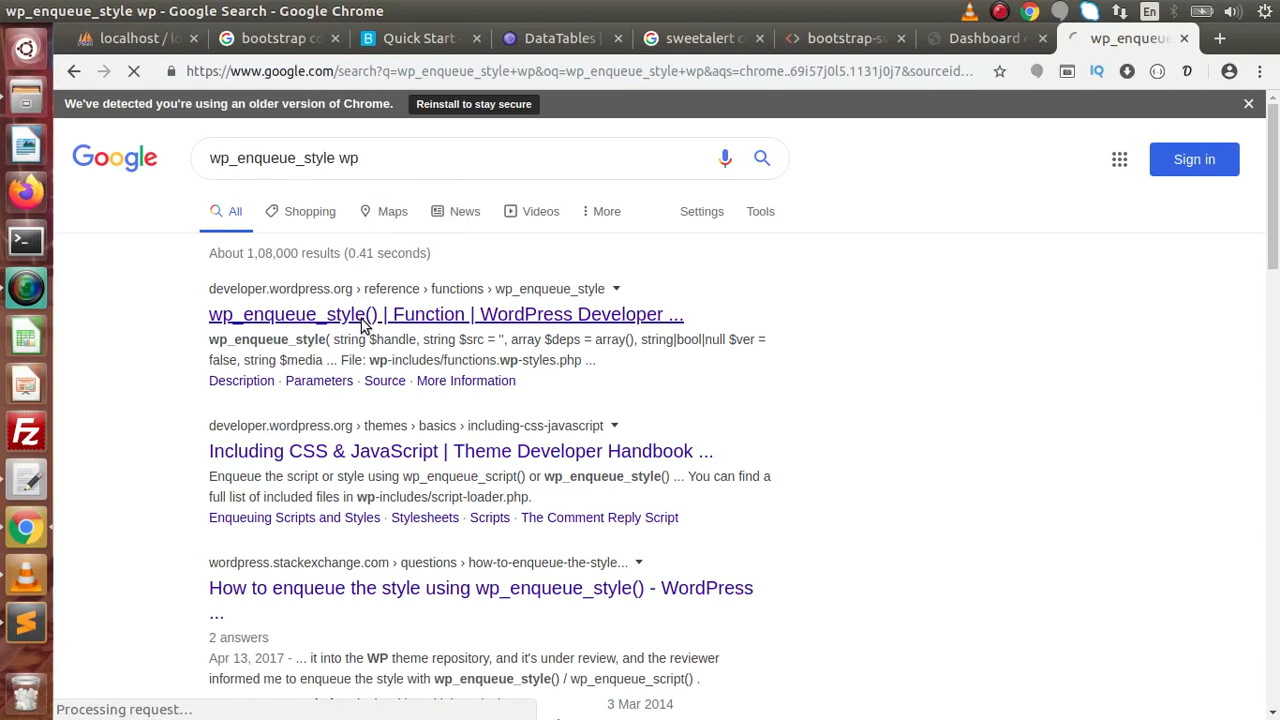 wp_enqueue_style wp - Google Search - Google Chrome
En
localhost / lo
bootstrap co
Quick Start -
DataTables |
sweetalert c
bootstrap-sw
Dashboard ‹
wp_enqueue
https://www.google.com/search?q=wp_enqueue_style+wp&oq=wp_enqueue_style+wp&aqs=chrome..69i57j0l5.1131j0j7&sourceid...
IQ
We've detected you're using an older version of Chrome.
Reinstall to stay secure
Google
wp_enqueue_style wp
Sign in
All
Shopping
Maps
News
Videos
More
Settings
Tools
About 1,08,000 results (0.41 seconds)
developer.wordpress.org › reference › functions › wp_enqueue_style
wp_enqueue_style() | Function | WordPress Developer ...
wp_enqueue_style( string $handle, string $src = '', array $deps = array(), string|bool|null $ver =
false, string $media ... File: wp-includes/functions.wp-styles.php ...
Description · Parameters · Source · More Information
developer.wordpress.org › themes › basics › including-css-javascript
Including CSS & JavaScript | Theme Developer Handbook ...
Enqueue the script or style using wp_enqueue_script() or wp_enqueue_style() ... You can find a
full list of included files in wp-includes/script-loader.php.
Enqueuing Scripts and Styles · Stylesheets · Scripts · The Comment Reply Script
wordpress.stackexchange.com › questions › how-to-enqueue-the-style...
How to enqueue the style using wp_enqueue_style() - WordPress
...
2 answers
Apr 13, 2017 - ... it into the WP theme repository, and it's under review, and the reviewer
informed me to enqueue the style with wp_enqueue_style() / wp_enqueue_script() .
3 Mar 2014
Processing request…